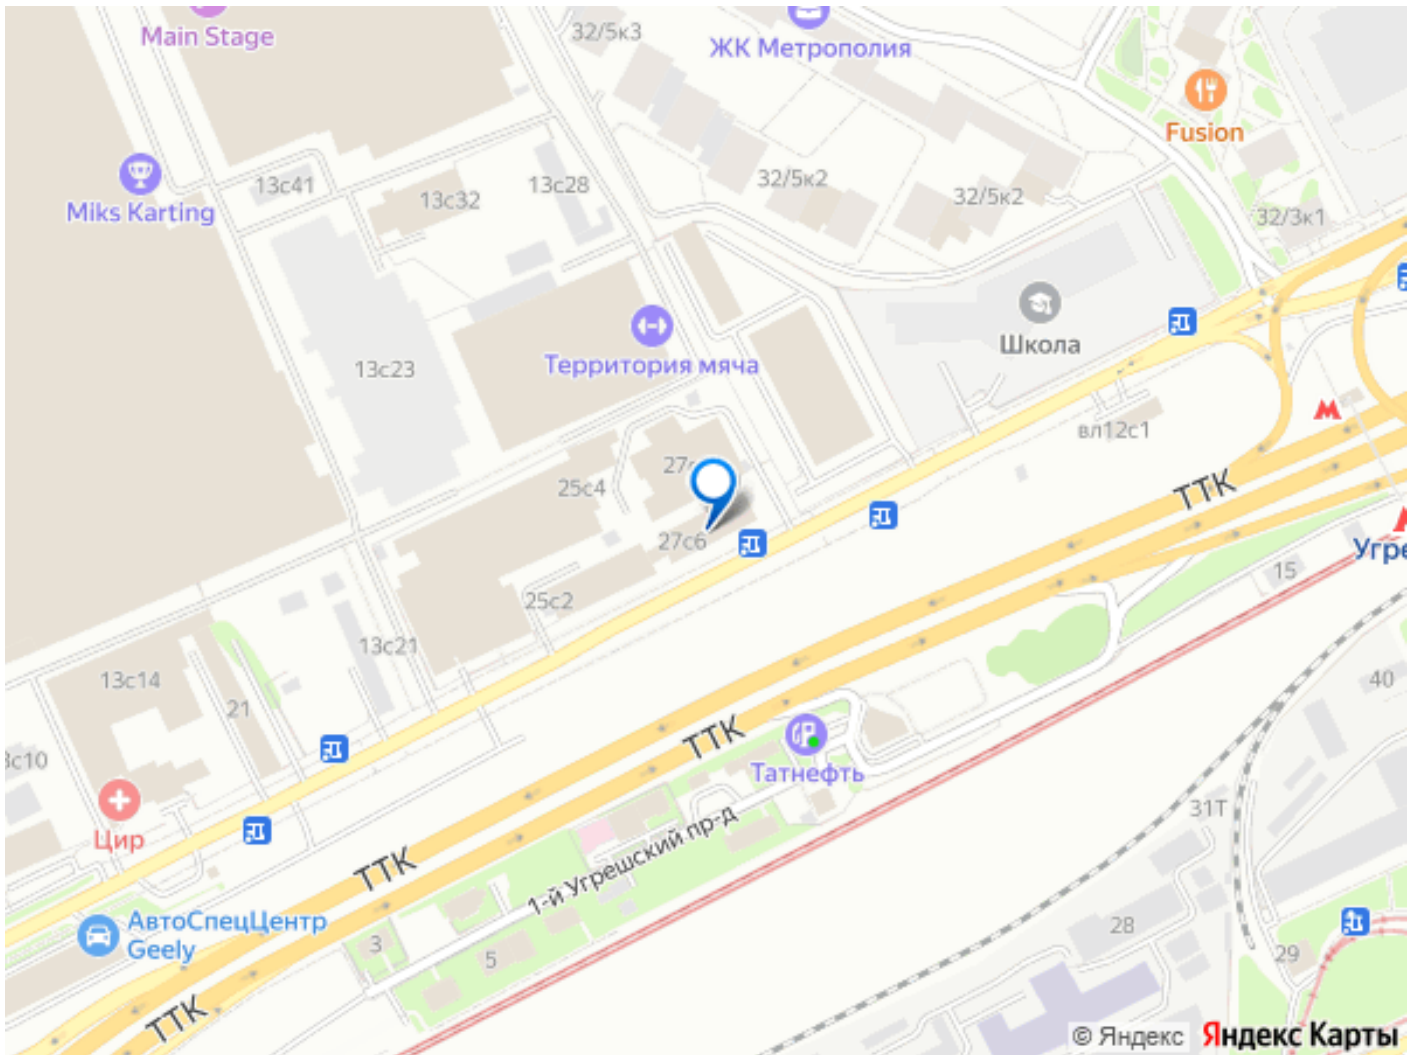 Main Stage
32/5к3
ЖК Метрополия
Fusion
Miks Karting
13с41
13с32
13с28
32/5к2
32/5к2
32/3к1
Школа
Территория мяча
13с23
вл12с1
ТТК
25с4
27с6
25с2
15
13с21
13с14
21
40
ТТК
Татнефть
31Т
Цир
1-й Угрешский пр-д
ТТК
АвтоСпецЦентр
Geely
3
5
28
29
ТТК
© Яндекс
Яндекс Карты